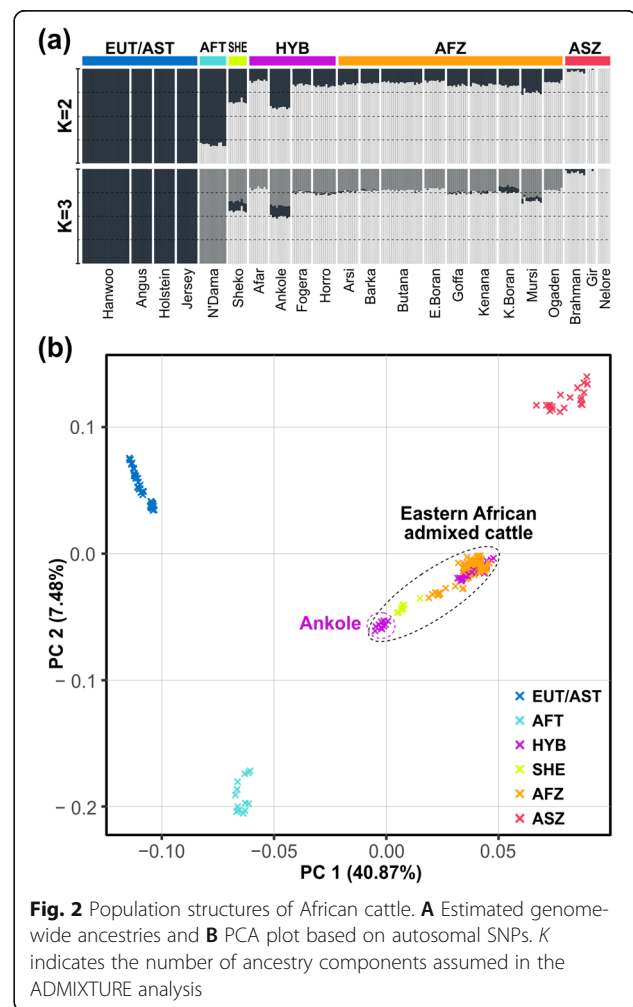 (a)
EUT/AST AFT SHE HYB AFZ ASZ
K=2
K=3
Hanwoo
Angus
Holstein
Jersey
N'Dama
Sheko
Afar
Ankole
Fogera
Horro
Arsi
Barka
Butana
E.Boran
Goffa
Kenana
K.Boran
Mursi
Ogaden
Brahman
Gir
Nelore
(b)
PC 2 (7.48%)
0.1
0.0
−0.1
−0.2
Eastern African
admixed cattle
Ankole
EUT/AST
AFT
HYB
SHE
AFZ
ASZ
−0.10 −0.05 0.00 0.05
PC 1 (40.87%)
Fig. 2 Population structures of African cattle. A Estimated genome-
wide ancestries and B PCA plot based on autosomal SNPs. K
indicates the number of ancestry components assumed in the
ADMIXTURE analysis